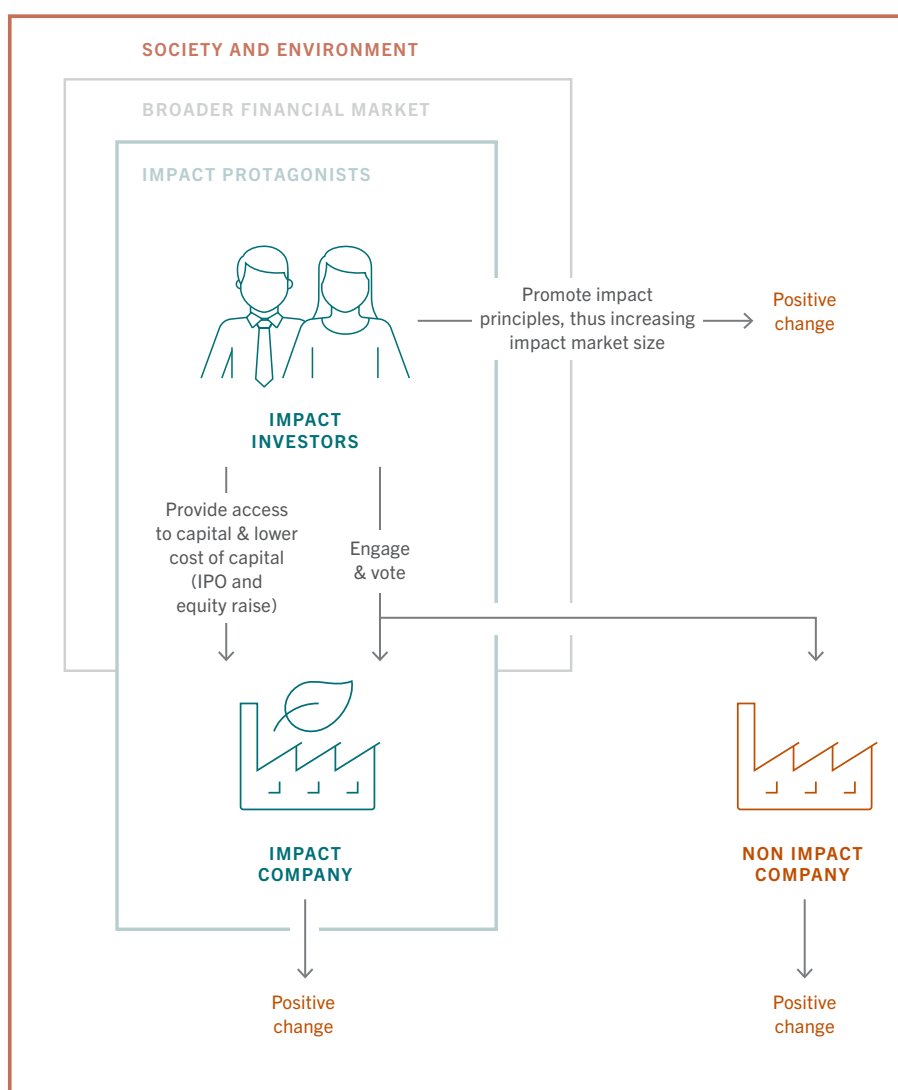 SOCIETY AND ENVIRONMENT
BROADER FINANCIAL MARKET
IMPACT PROTAGONISTS
Promote impact
principles, thus increasing
impact market size
Positive
change
IMPACT
INVESTORS
Provide access
to capital & lower
cost of capital
(IPO and
equity raise)
Engage
& vote
IMPACT
COMPANY
NON IMPACT
COMPANY
Positive
change
Positive
change